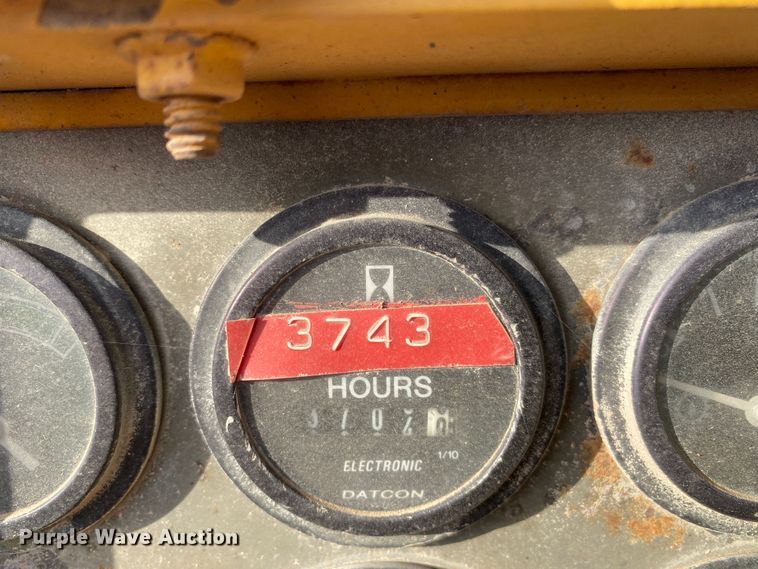 3743
HOURS
1/10
ELECTRONIC
DATCON
Purple Wave Auction